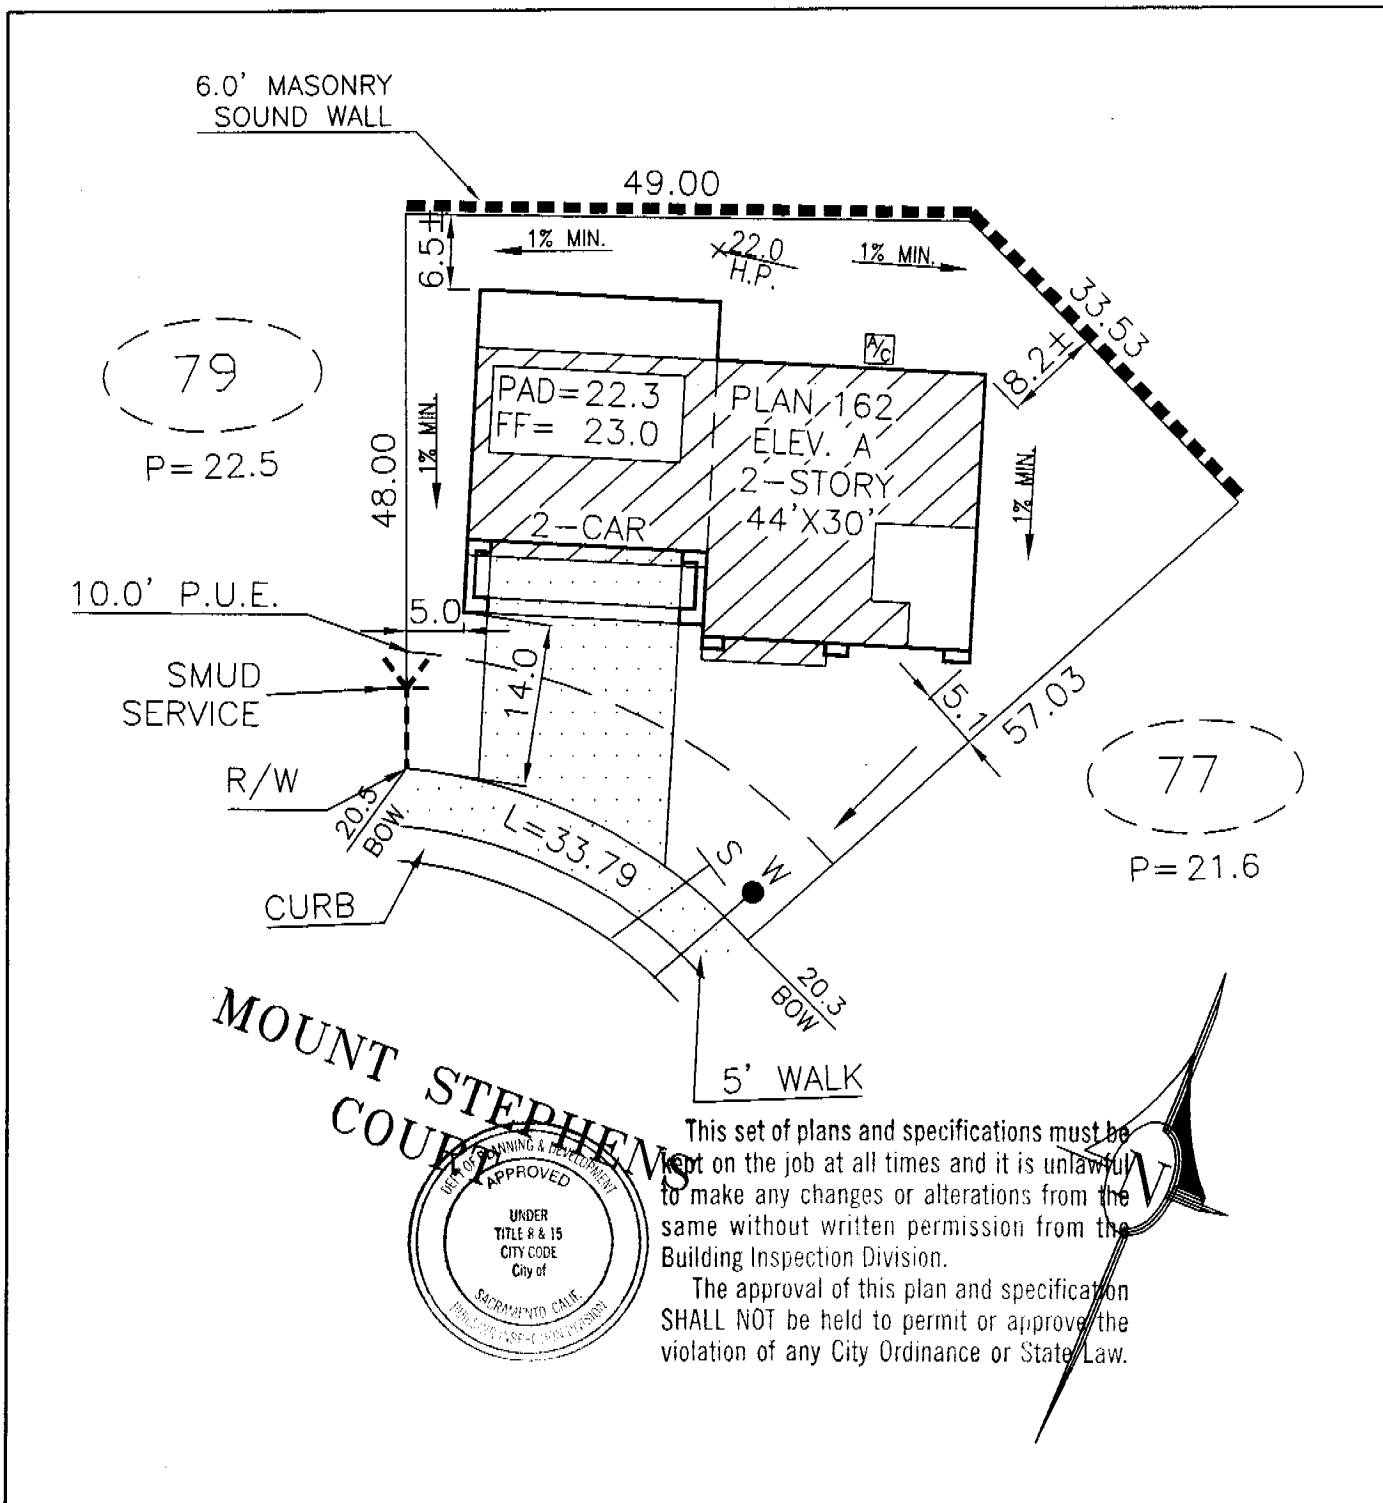 6.0' MASONRY
SOUND WALL
49.00
6.5±
1% MIN.
×22.0
H.P.
1% MIN.
33.53
8.2±
79
P=22.5
48.00
1% MIN.
PAD=22.3
FF= 23.0
A/C
PLAN 162
ELEV. A
2-STORY
44'X30'
2-CAR
1% MIN.
10.0' P.U.E.
5.0
14.0
SMUD
SERVICE
5.1
57.03
77
P=21.6
R/W
20.5
BOW
L=33.79
S
W
CURB
20.3
BOW
5' WALK
MOUNT STEPHENS
COURT
DEPT OF PLANNING & DEVELOPMENT
APPROVED
UNDER
TITLE 8 & 15
CITY CODE
City of
SACRAMENTO CALIF.
BUILDING INSPECTION DIVISION
This set of plans and specifications must be
kept on the job at all times and it is unlawful
to make any changes or alterations from the
same without written permission from the
Building Inspection Division.
The approval of this plan and specification
SHALL NOT be held to permit or approve the
violation of any City Ordinance or State Law.
N